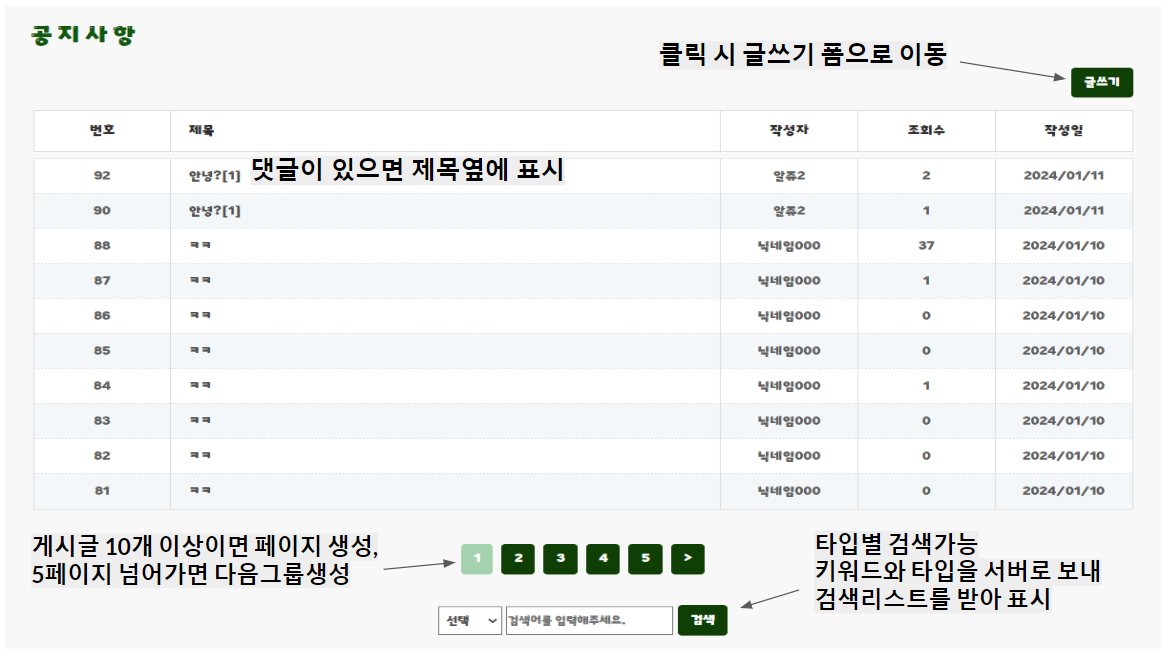 공지사항
클릭 시 글쓰기 폼으로 이동
글쓰기
번호 제목 작성자 조회수 작성일
92 안녕?[1] 댓글이 있으면 제목옆에 표시 알쥬2 2 2024/01/11
90 안녕?[1] 알쥬2 1 2024/01/11
88 ㅋㅋ 닉네임000 37 2024/01/10
87 ㅋㅋ 닉네임000 1 2024/01/10
86 ㅋㅋ 닉네임000 0 2024/01/10
85 ㅋㅋ 닉네임000 0 2024/01/10
84 ㅋㅋ 닉네임000 1 2024/01/10
83 ㅋㅋ 닉네임000 0 2024/01/10
82 ㅋㅋ 닉네임000 0 2024/01/10
81 ㅋㅋ 닉네임000 0 2024/01/10
게시글 10개 이상이면 페이지 생성,
5페이지 넘어가면 다음그룹생성
1 2 3 4 5 >
타입별 검색가능
키워드와 타입을 서버로 보내
검색리스트를 받아 표시
선택 검색어를 입력해주세요. 검색